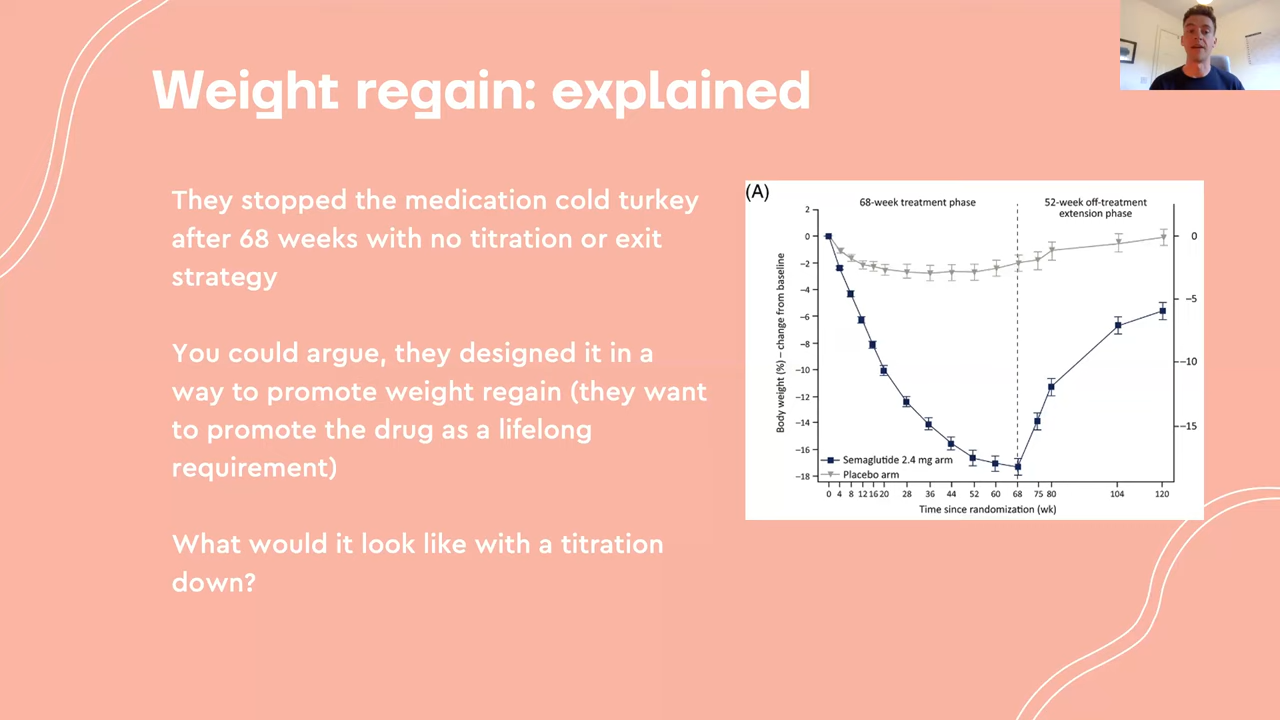 Weight regain: explained
They stopped the medication cold turkey
after 68 weeks with no titration or exit
strategy
You could argue, they designed it in a
way to promote weight regain (they want
to promote the drug as a lifelong
requirement)
What would it look like with a titration
down?
(A)
68-week treatment phase
52-week off-treatment
extension phase
Body weight (%) – change from baseline
2
0
−2
−4
−6
−8
−10
−12
−14
−16
−18
0
−5
−10
−15
Semaglutide 2.4 mg arm
Placebo arm
0 4 8 12 16 20 28 36 44 52 60 68 75 80 104 120
Time since randomization (wk)